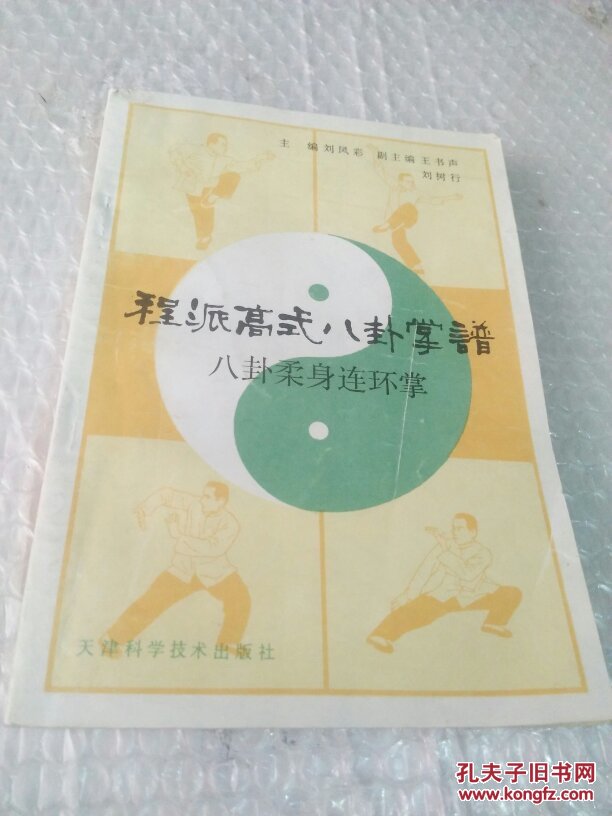 主 编 刘凤彩 副主编 王书声
刘树行
程派高式八卦掌譜
八卦柔身连环掌
天津科学技术出版社
孔夫子旧书网
www.kongfz.com